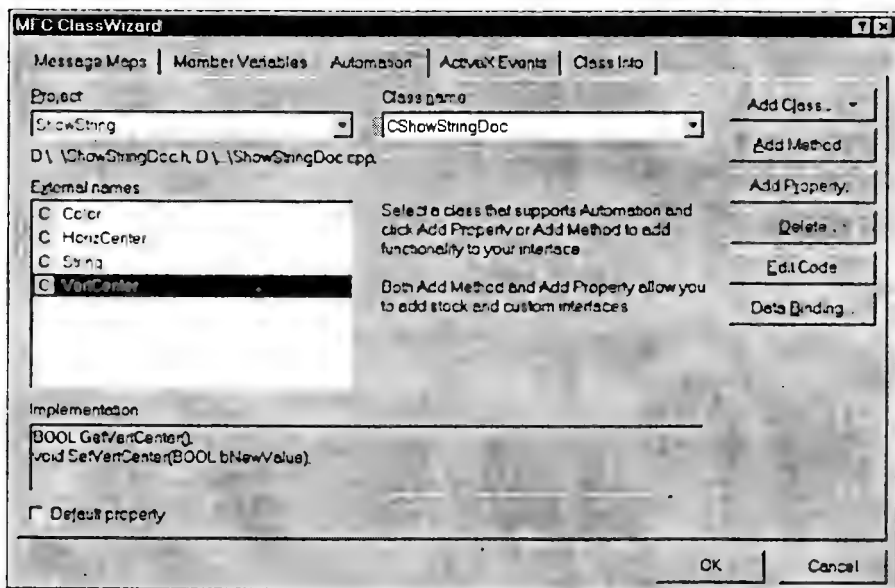 MFC ClassWizard
Message Maps | Member Variables | Automation | ActiveX Events | Class Info
Project
ShowString
Class name
CShowStringDoc
D:\..\ShowStringDoc.h, D:\..\ShowStringDoc.cpp
External names
C Color
C HorizCenter
C String
C VertCenter
Select a class that supports Automation and
click Add Property or Add Method to add
functionality to your interface
Both Add Method and Add Property allow you
to add stock and custom interfaces
Add Class...
Add Method
Add Property.
Delete...
Edit Code
Data Binding...
Implementation
BOOL GetVertCenter();
void SetVertCenter(BOOL bNewValue);
Default property
OK
Cancel